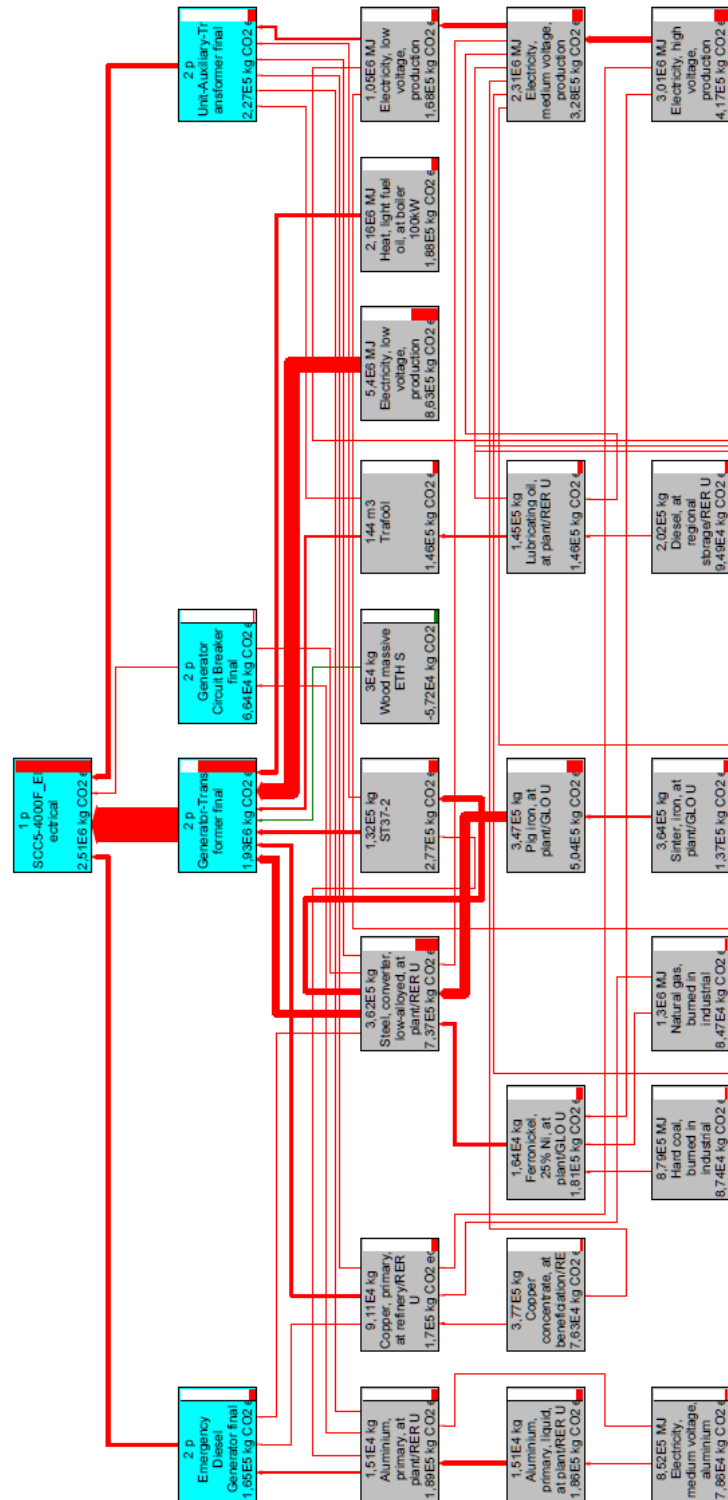 1 p
SCC5-4000F_El
ectrical
2,51E6 kg CO2 e
2 p
Emergency
Diesel
Generator final
1,65E5 kg CO2 e
2 p
Generator-Trans
former final
1,93E6 kg CO2 e
2 p
Generator
Circuit Breaker
final
6,64E4 kg CO2 e
2 p
Unit-Auxiliary-Tr
ansformer final
2,27E5 kg CO2 e
1,51E4 kg
Aluminium,
primary, at
plant/RER U
1,89E5 kg CO2 e
9,11E4 kg
Copper, primary,
at refinery/RER
U
1,7E5 kg CO2 eq
3,62E5 kg
Steel, converter,
low-alloyed, at
plant/RER U
7,37E5 kg CO2 e
1,32E5 kg
ST37-2
2,77E5 kg CO2 e
3E4 kg
Wood massive
ETH S
-5,72E4 kg CO2
144 m3
Trafoöl
1,46E5 kg CO2 e
5,4E6 MJ
Electricity, low
voltage,
production
8,63E5 kg CO2 e
2,16E6 MJ
Heat, light fuel
oil, at boiler
100kW
1,88E5 kg CO2 e
1,05E6 MJ
Electricity, low
voltage,
production
1,68E5 kg CO2 e
1,51E4 kg
Aluminium,
primary, liquid,
at plant/RER U
1,86E5 kg CO2 e
3,77E5 kg
Copper
concentrate, at
beneficiation/RE
7,63E4 kg CO2 e
1,64E4 kg
Ferronickel,
25% Ni, at
plant/GLO U
1,81E5 kg CO2 e
3,47E5 kg
Pig iron, at
plant/GLO U
5,04E5 kg CO2 e
1,45E5 kg
Lubricating oil,
at plant/RER U
1,46E5 kg CO2 e
2,31E6 MJ
Electricity,
medium voltage,
production
3,28E5 kg CO2 e
8,52E5 MJ
Electricity,
medium voltage,
aluminium
7,86E4 kg CO2 e
8,79E5 MJ
Hard coal,
burned in
industrial
8,74E4 kg CO2 e
1,3E6 MJ
Natural gas,
burned in
industrial
8,47E4 kg CO2 e
3,64E5 kg
Sinter, iron, at
plant/GLO U
1,37E5 kg CO2 e
2,02E5 kg
Diesel, at
regional
storage/RER U
9,49E4 kg CO2 e
3,01E6 MJ
Electricity, high
voltage,
production
4,17E5 kg CO2 e